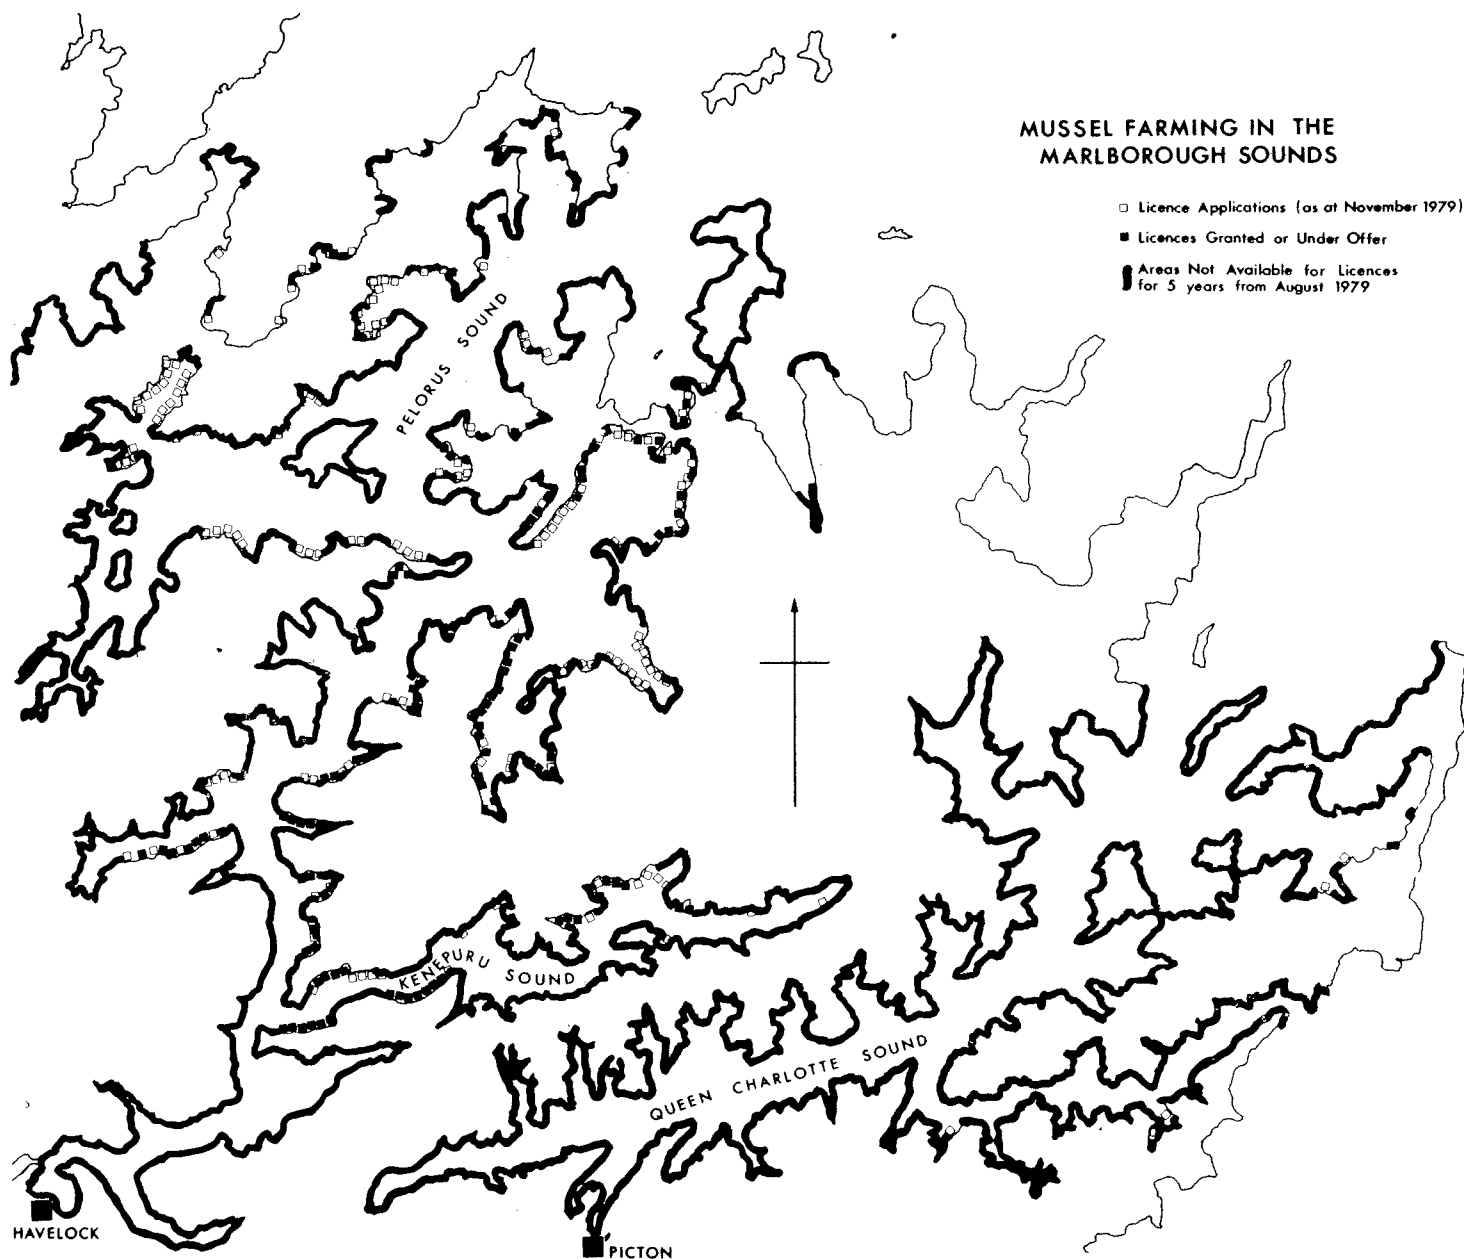 MUSSEL FARMING IN THE
MARLBOROUGH SOUNDS
Licence Applications (as at November 1979)
Licences Granted or Under Offer
Areas Not Available for Licences
for 5 years from August 1979
PELORUS SOUND
KENEPURU SOUND
QUEEN CHARLOTTE SOUND
HAVELOCK
PICTON